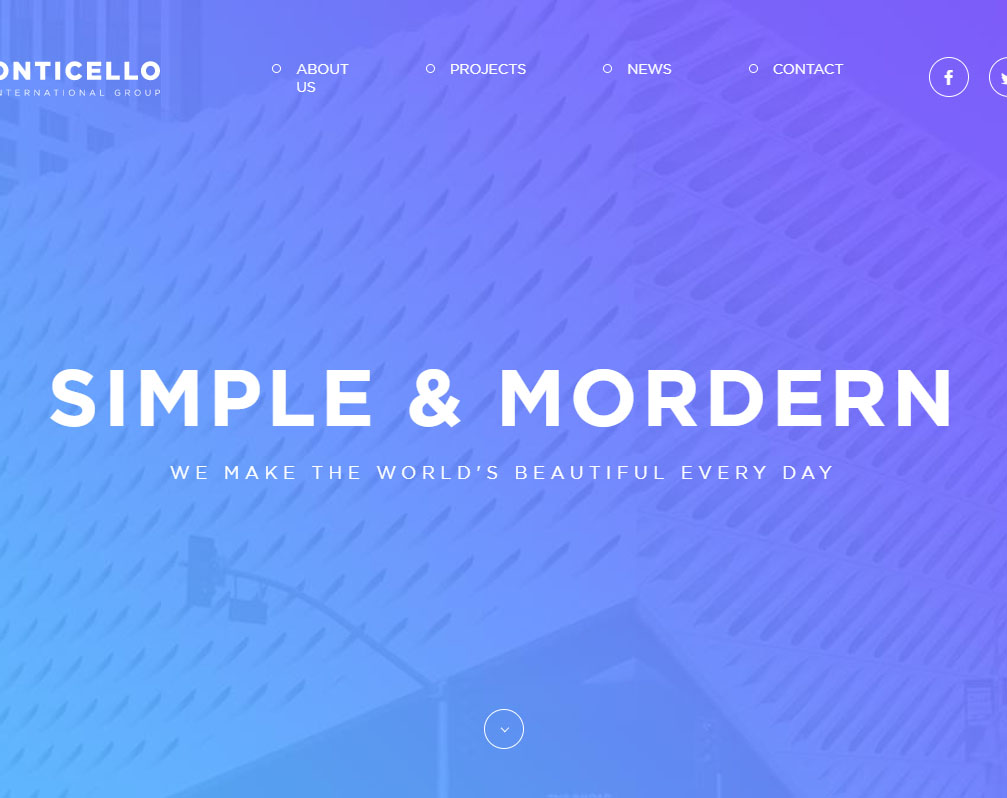 ONTICELLO
NTERNATIONAL GROUP
ABOUT
US
PROJECTS
NEWS
CONTACT
SIMPLE & MORDERN
WE MAKE THE WORLD'S BEAUTIFUL EVERY DAY